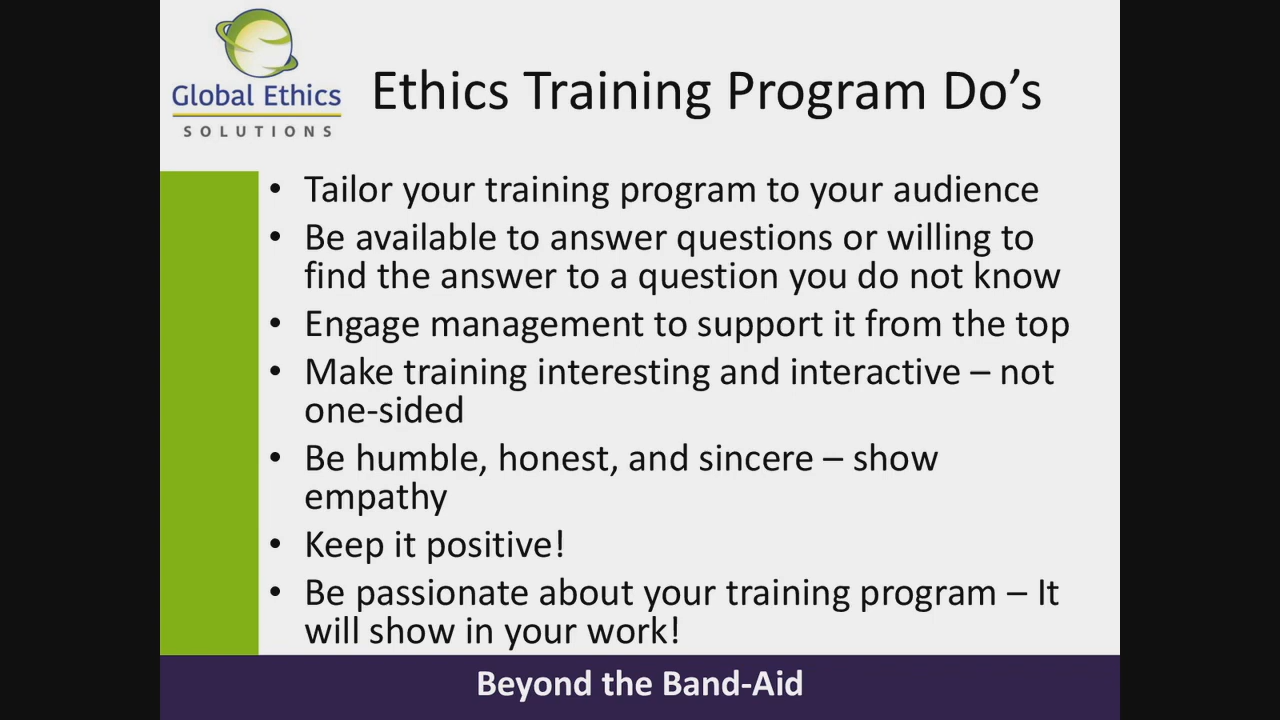 Global Ethics
SOLUTIONS
Ethics Training Program Do’s
• Tailor your training program to your audience
• Be available to answer questions or willing to
find the answer to a question you do not know
• Engage management to support it from the top
• Make training interesting and interactive – not
one-sided
• Be humble, honest, and sincere – show
empathy
• Keep it positive!
• Be passionate about your training program – It
will show in your work!
Beyond the Band-Aid